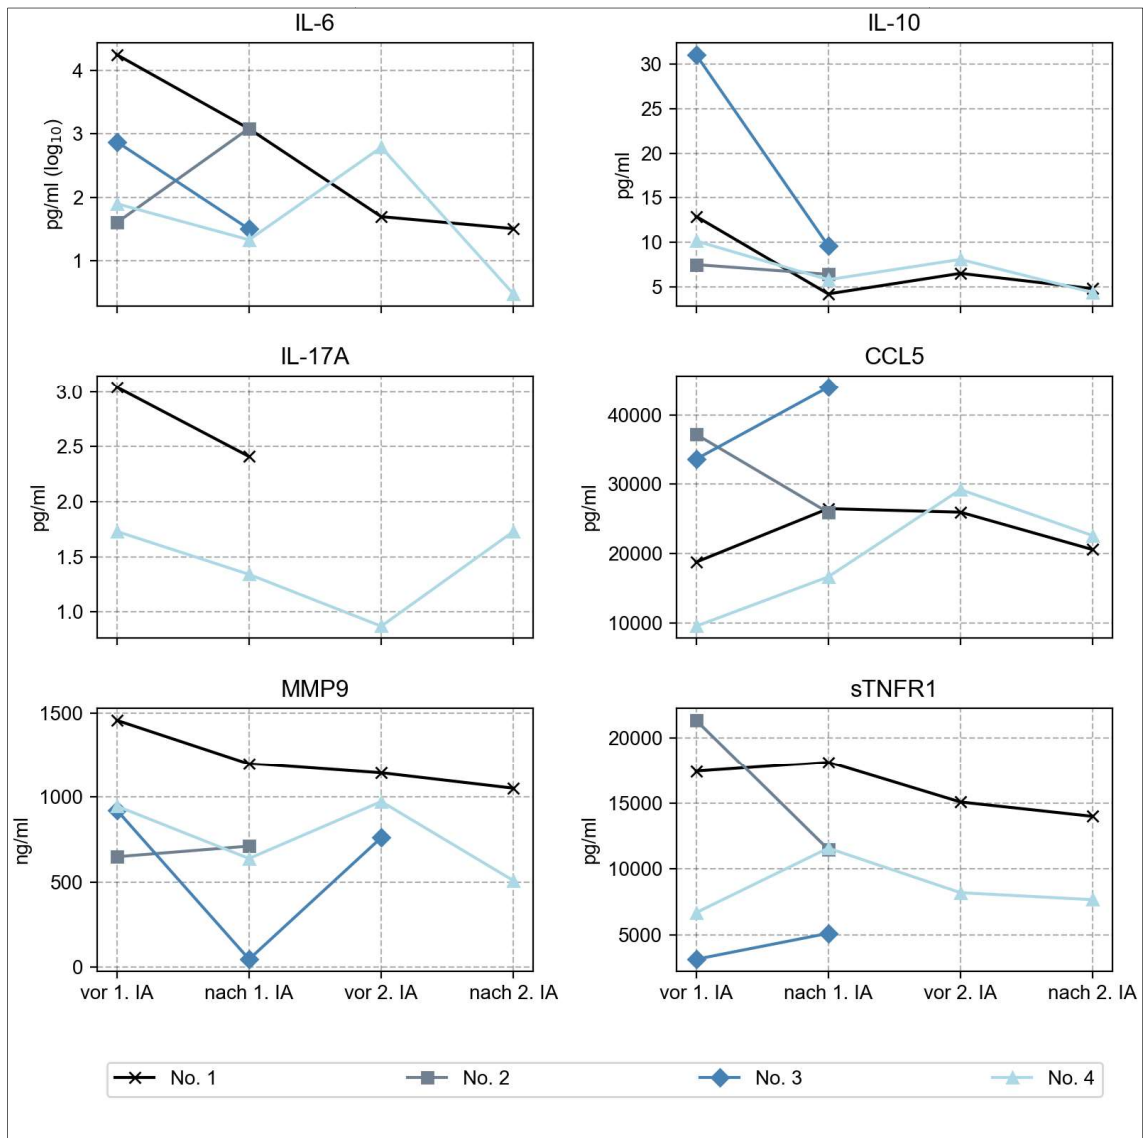 IL-6
pg/ml (log₁₀)
4
3
2
1
IL-10
pg/ml
30
25
20
15
10
5
IL-17A
pg/ml
3.0
2.5
2.0
1.5
1.0
CCL5
pg/ml
40000
30000
20000
10000
MMP9
ng/ml
1500
1000
500
0
vor 1. IA nach 1. IA vor 2. IA nach 2. IA
sTNFR1
pg/ml
20000
15000
10000
5000
vor 1. IA nach 1. IA vor 2. IA nach 2. IA
No. 1 No. 2 No. 3 No. 4